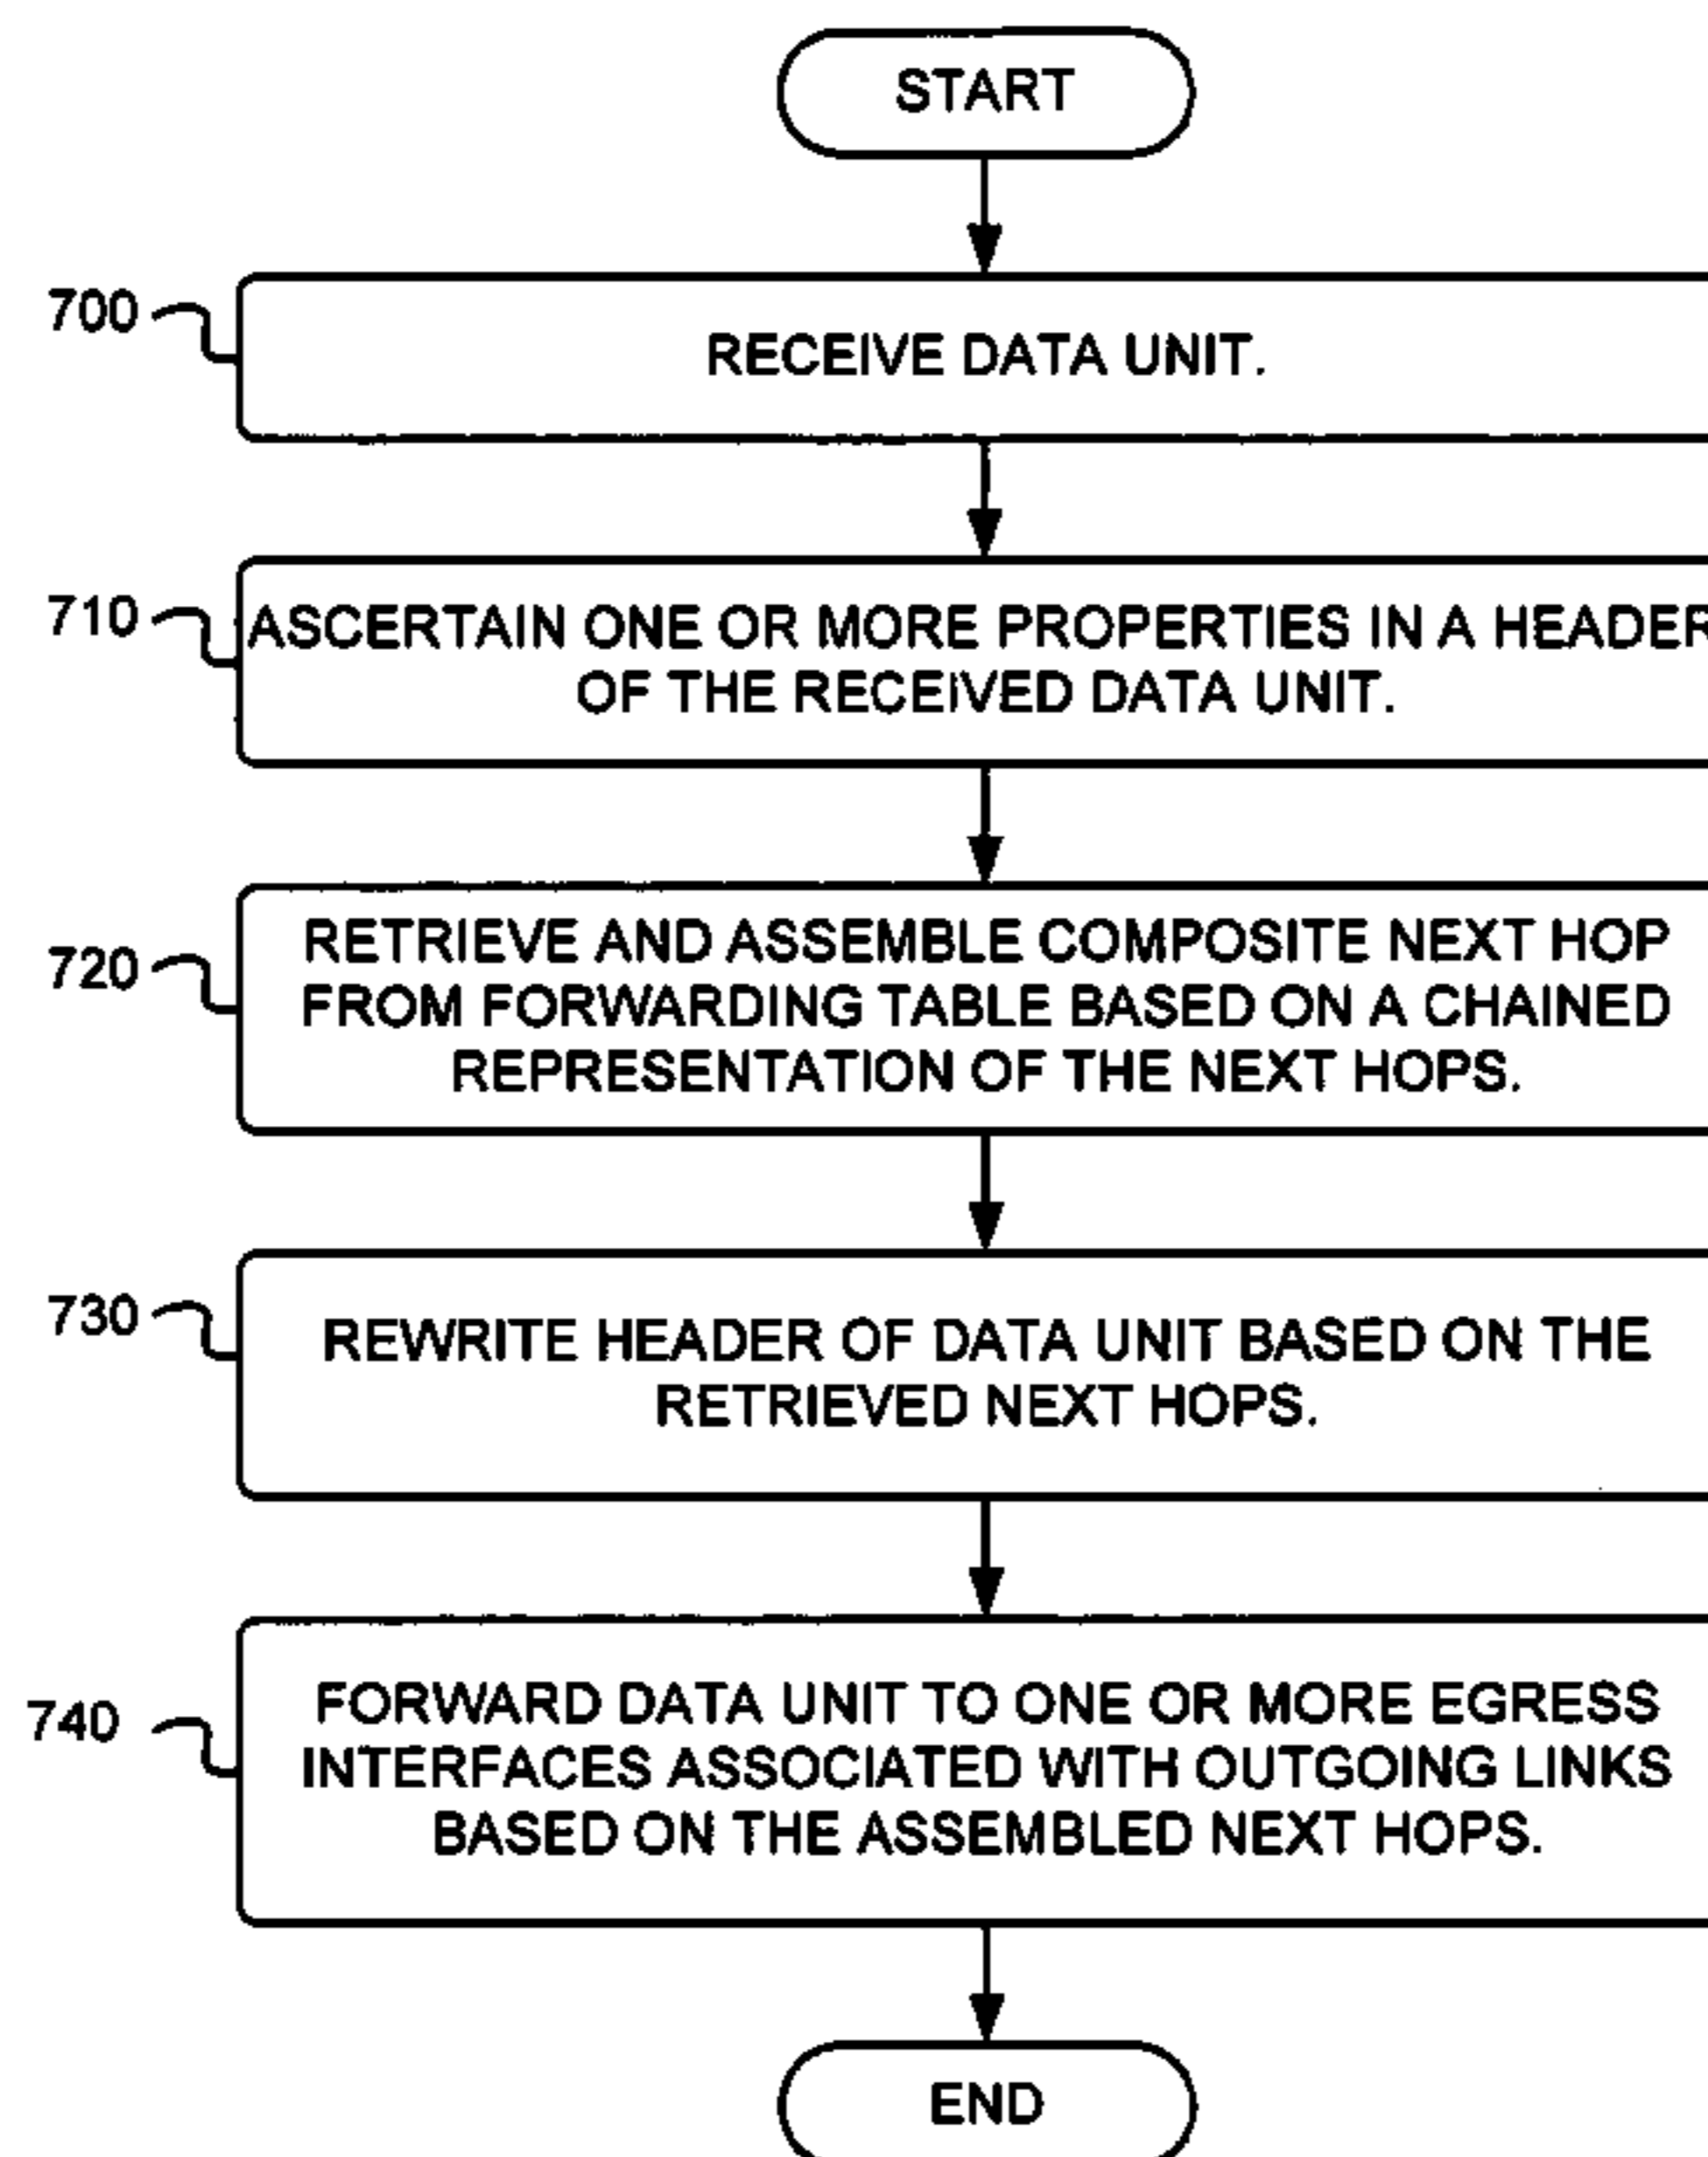 START
700
RECEIVE DATA UNIT.
710
ASCERTAIN ONE OR MORE PROPERTIES IN A HEADER
OF THE RECEIVED DATA UNIT.
720
RETRIEVE AND ASSEMBLE COMPOSITE NEXT HOP
FROM FORWARDING TABLE BASED ON A CHAINED
REPRESENTATION OF THE NEXT HOPS.
730
REWRITE HEADER OF DATA UNIT BASED ON THE
RETRIEVED NEXT HOPS.
740
FORWARD DATA UNIT TO ONE OR MORE EGRESS
INTERFACES ASSOCIATED WITH OUTGOING LINKS
BASED ON THE ASSEMBLED NEXT HOPS.
END